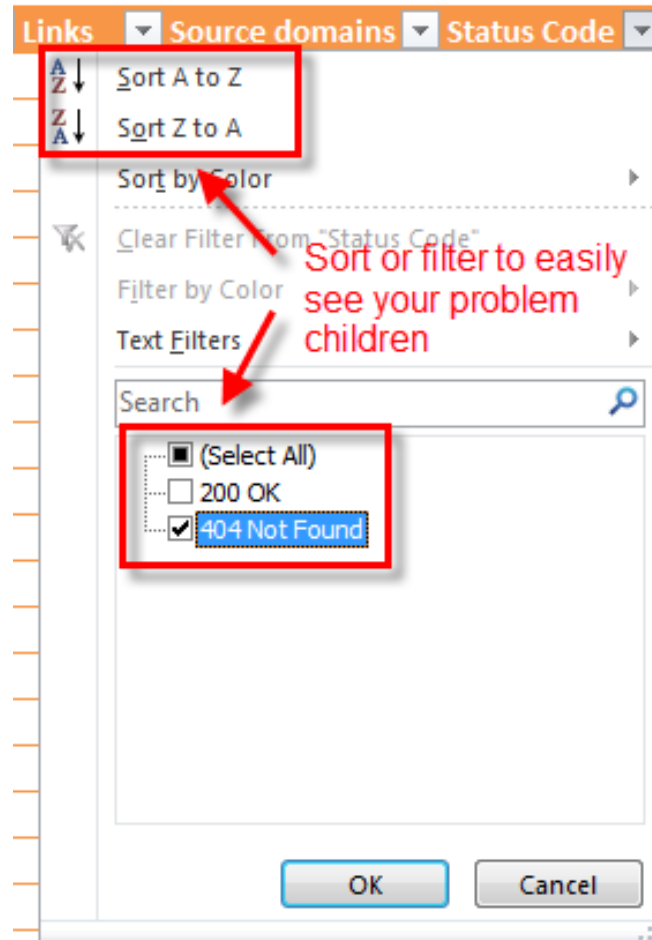 Links Source domains Status Code
A Z Sort A to Z
Z A Sort Z to A
Sort by Color
Clear Filter From "Status Code"
Filter by Color
Sort or filter to easily
see your problem
children
Text Filters
Search
(Select All)
200 OK
404 Not Found
OK Cancel